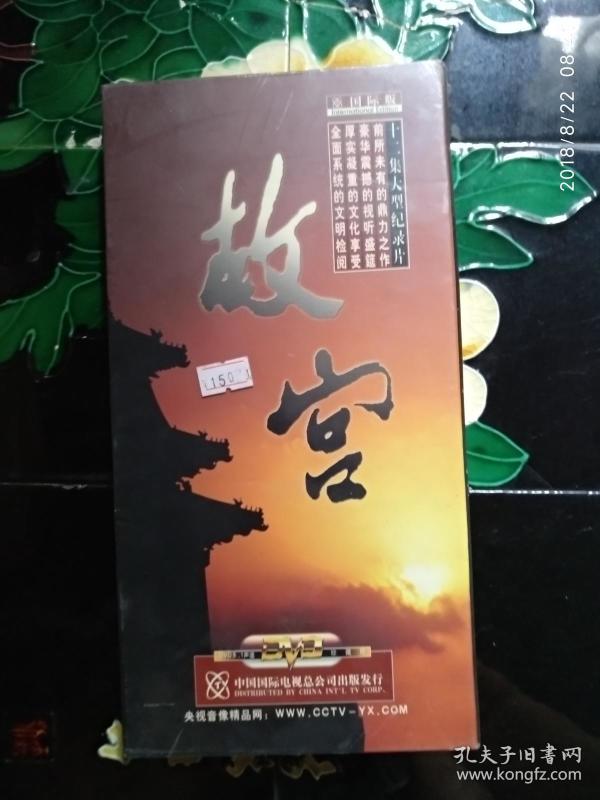 国际版
International Edition
十二集大型纪录片
前所未有的鼎力之作
豪华震撼的视听盛筵
厚实凝重的文化享受
全面系统的文明检阅
故宫
150
DVD
中国国际电视总公司出版发行
DISTRIBUTED BY CHINA INT'L TV CORP.
央视音像精品网：WWW.CCTV-YX.COM
2018/8/22 08
孔夫子旧书网
www.kongfz.com